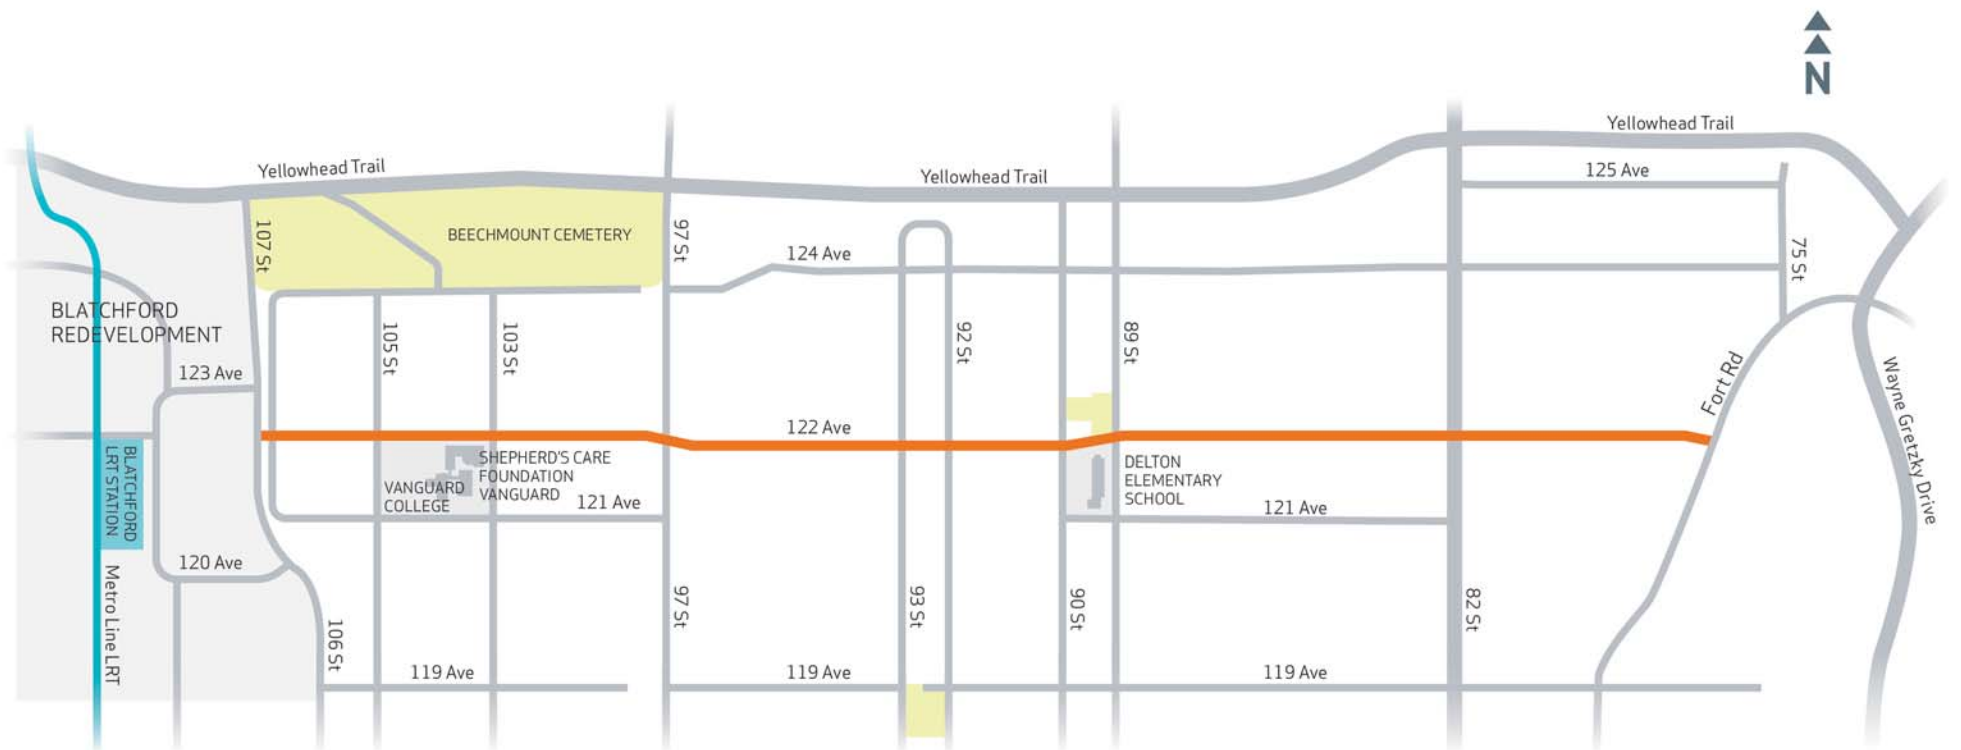 N
Yellowhead Trail
Yellowhead Trail
Yellowhead Trail
125 Ave
107 St
BEECHMOUNT CEMETERY
97 St
124 Ave
75 St
BLATCHFORD
REDEVELOPMENT
105 St
103 St
92 St
89 St
123 Ave
Fort Rd
Wayne Gretzky Drive
122 Ave
BLATCHFORD
LRT STATION
SHEPHERD'S CARE
FOUNDATION
VANGUARD
VANGUARD
COLLEGE
DELTON
ELEMENTARY
SCHOOL
121 Ave
121 Ave
120 Ave
Metro Line LRT
106 St
97 St
93 St
90 St
82 St
119 Ave
119 Ave
119 Ave